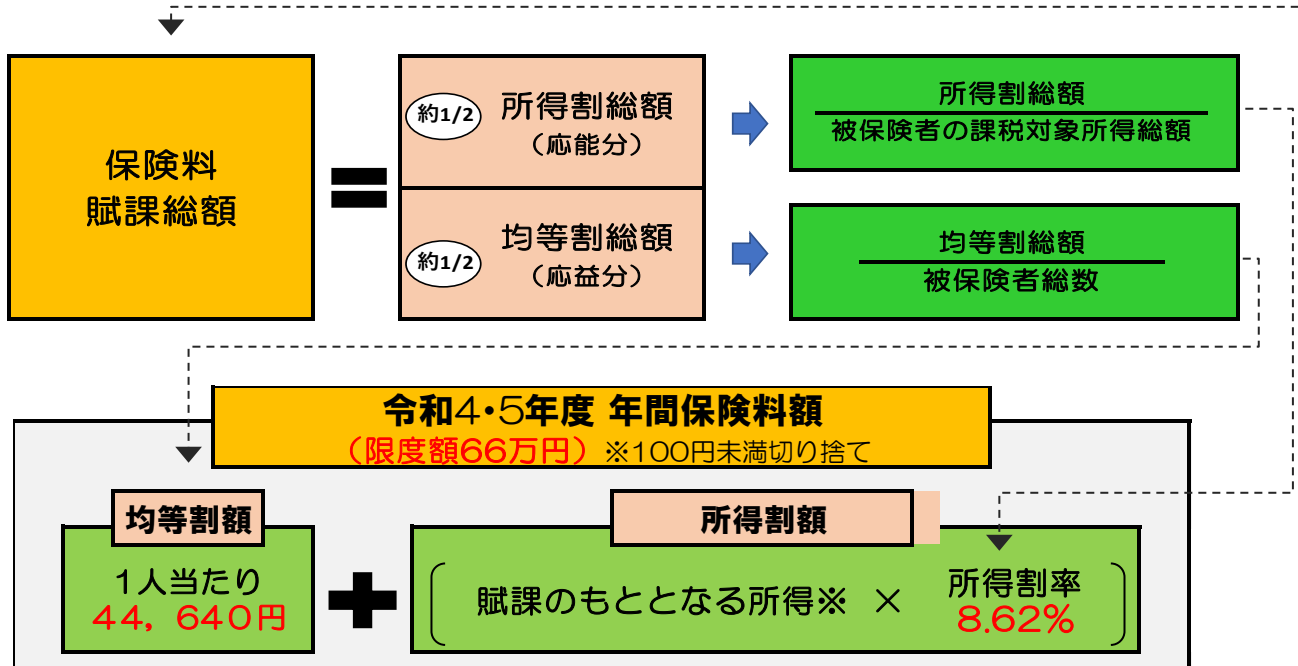 保険料
賦課総額
＝
約1/2
所得割総額
（応能分）
約1/2
均等割総額
（応益分）
所得割総額
被保険者の課税対象所得総額
均等割総額
被保険者総数
令和４・５年度 年間保険料額
（限度額６６万円）※１００円未満切り捨て
均等割額
１人当たり
４４，６４０円
＋
所得割額
賦課のもととなる所得※ ×
所得割率
８.６２％